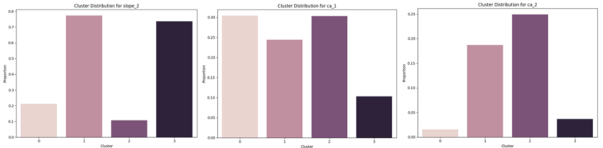 Cluster Distribution for slope_2
0.8
0.7
0.6
0.5
0.4
0.3
0.2
0.1
0.0
Proportion
0 1 2 3
Cluster
Cluster Distribution for ca_1
0.30
0.25
0.20
0.15
0.10
0.05
0.00
Proportion
0 1 2 3
Cluster
Cluster Distribution for ca_2
0.25
0.20
0.15
0.10
0.05
0.00
Proportion
0 1 2 3
Cluster